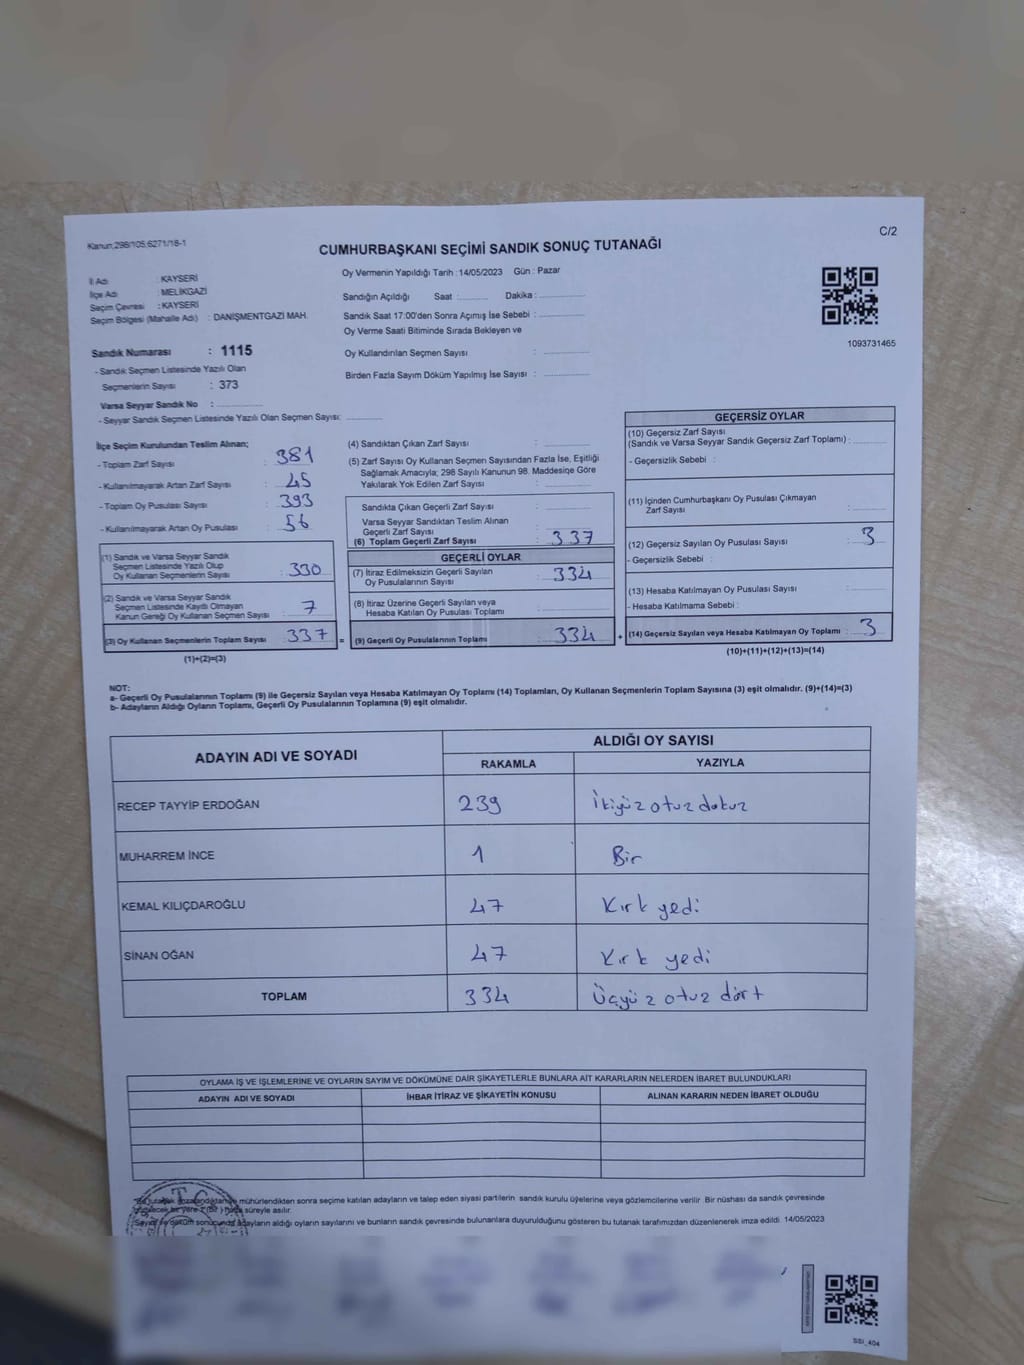 Kanun:298/105;6271/18-1
C/2
CUMHURBAŞKANI SEÇİMİ SANDIK SONUÇ TUTANAĞI
İl Adı : KAYSERİ
İlçe Adı : MELİKGAZİ
Seçim Çevresi : KAYSERİ
Seçim Bölgesi (Mahalle Adı) : DANİŞMENTGAZİ MAH.
Oy Vermenin Yapıldığı Tarih : 14/05/2023 Gün : Pazar
Sandığın Açıldığı Saat : Dakika :
Sandık Saat 17:00'den Sonra Açımış İse Sebebi :
Oy Verme Saati Bitiminde Sırada Bekleyen ve
Oy Kullandırılan Seçmen Sayısı :
Birden Fazla Sayım Döküm Yapılmış İse Sayısı :
1093731465
Sandık Numarası : 1115
- Sandık Seçmen Listesinde Yazılı Olan
Seçmenlerin Sayısı : 373
Varsa Seyyar Sandık No :
- Seyyar Sandık Seçmen Listesinde Yazılı Olan Seçmen Sayısı:
İlçe Seçim Kurulundan Teslim Alınan;
- Toplam Zarf Sayısı : 381
- Kullanılmayarak Artan Zarf Sayısı : 45
- Toplam Oy Pusulası Sayısı : 393
- Kullanılmayarak Artan Oy Pusulası : 56
(1) Sandık ve Varsa Seyyar Sandık
Seçmen Listesinde Yazılı Olup
Oy Kullanan Seçmenlerin Sayısı : 330
(2) Sandık ve Varsa Seyyar Sandık
Seçmen Listesinde Kayıtlı Olmayan
Kanun Gereği Oy Kullanan Seçmen Sayısı : 7
(3) Oy Kullanan Seçmenlerin Toplam Sayısı : 337 =
(1)+(2)=(3)
(4) Sandıktan Çıkan Zarf Sayısı :
(5) Zarf Sayısı Oy Kullanan Seçmen Sayısından Fazla İse, Eşitliği
Sağlamak Amacıyla; 298 Sayılı Kanunun 98. Maddesiqe Göre
Yakılarak Yok Edilen Zarf Sayısı :
Sandıkta Çıkan Geçerli Zarf Sayısı :
Varsa Seyyar Sandıktan Teslim Alınan
Geçerli Zarf Sayısı :
(6) Toplam Geçerli Zarf Sayısı : 337
GEÇERLİ OYLAR
(7) İtiraz Edilmeksizin Geçerli Sayılan
Oy Pusulalarının Sayısı : 334
(8) İtiraz Üzerine Geçerli Sayılan veya
Hesaba Katılan Oy Pusulası Toplamı :
(9) Geçerli Oy Pusulalarının Toplamı : 334 +
GEÇERSİZ OYLAR
(10) Geçersiz Zarf Sayısı
(Sandık ve Varsa Seyyar Sandık Geçersiz Zarf Toplamı) :
- Geçersizlik Sebebi :
(11) İçinden Cumhurbaşkanı Oy Pusulası Çıkmayan
Zarf Sayısı :
(12) Geçersiz Sayılan Oy Pusulası Sayısı : 3
- Geçersizlik Sebebi :
(13) Hesaba Katılmayan Oy Pusulası Sayısı :
- Hesaba Katılmama Sebebi :
(14) Geçersiz Sayılan veya Hesaba Katılmayan Oy Toplamı : 3
(10)+(11)+(12)+(13)=(14)
NOT:
a- Geçerli Oy Pusulalarının Toplamı (9) ile Geçersiz Sayılan veya Hesaba Katılmayan Oy Toplamı (14) Toplamları, Oy Kullanan Seçmenlerin Toplam Sayısına (3) eşit olmalıdır. (9)+(14)=(3)
b- Adayların Aldığı Oyların Toplamı, Geçerli Oy Pusulalarının Toplamına (9) eşit olmalıdır.
ADAYIN ADI VE SOYADI
ALDIĞI OY SAYISI
RAKAMLA YAZIYLA
RECEP TAYYİP ERDOĞAN 239 İkiyüz otuz dokuz
MUHARREM İNCE 1 Bir
KEMAL KILIÇDAROĞLU 47 Kırk yedi
SİNAN OĞAN 47 Kırk yedi
TOPLAM 334 Üçyüz otuz dört
OYLAMA İŞ VE İŞLEMLERİNE VE OYLARIN SAYIM VE DÖKÜMÜNE DAİR ŞİKAYETLERLE BUNLARA AİT KARARLARIN NELERDEN İBARET BULUNDUKLARI
ADAYIN ADI VE SOYADI İHBAR İTİRAZ VE ŞİKAYETİN KONUSU ALINAN KARARIN NEDEN İBARET OLDUĞU
mühürlendikten sonra seçime katılan adayların ve talep eden siyasi partilerin sandık kurulu üyelerine veya gözlemcilerine verilir. Bir nüshası da sandık çevresinde
süreyle asılır.
adayların aldığı oyların sayılarını ve bunların sandık çevresinde bulunanlara duyurulduğunu gösteren bu tutanak tarafımızdan düzenlenerek imza edildi. 14/05/2023
SSI_404